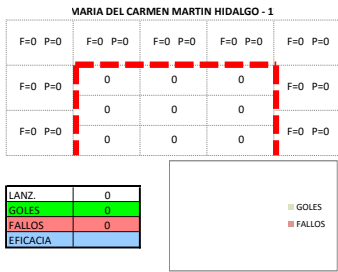 MARIA DEL CARMEN MARTIN HIDALGO - 1
F=0 P=0 F=0 P=0 F=0 P=0 F=0 P=0 F=0 P=0
F=0 P=0 0 0 0 F=0 P=0
0 0 0
F=0 P=0 0 0 0 F=0 P=0
LANZ. 0
GOLES 0
FALLOS 0
EFICACIA
GOLES
FALLOS